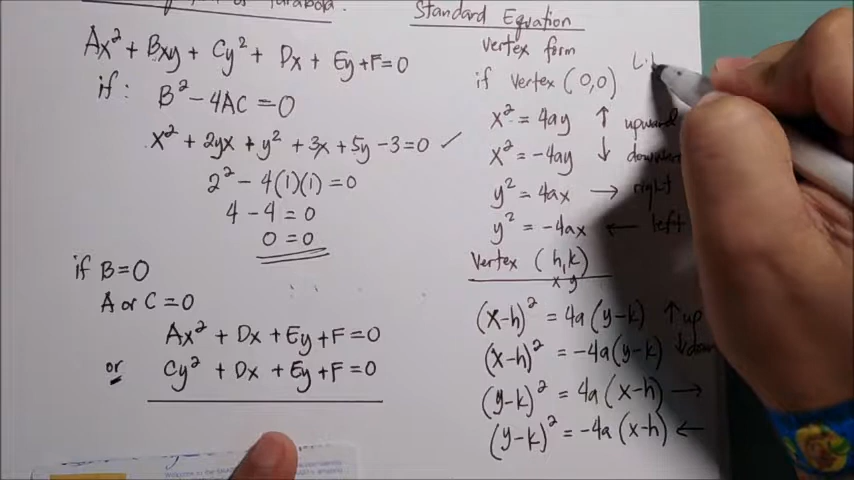 Parabola.
Ax² + Bxy + Cy² + Dx + Ey + F = 0
if : B² - 4AC = 0
x² + 2yx + y² + 3x + 5y - 3 = 0 ✓
2² - 4(1)(1) = 0
4 - 4 = 0
0 = 0
if B = 0
A or C = 0
Ax² + Dx + Ey + F = 0
or Cy² + Dx + Ey + F = 0
Standard Equation
vertex form
if vertex (0,0)
x² = 4ay ↑ upward
x² = -4ay ↓ downward
y² = 4ax → right
y² = -4ax ← left
Vertex (h,k)
x y
(x-h)² = 4a(y-k) ↑ up
(x-h)² = -4a(y-k) ↓ down
(y-k)² = 4a(x-h) →
(y-k)² = -4a(x-h) ←